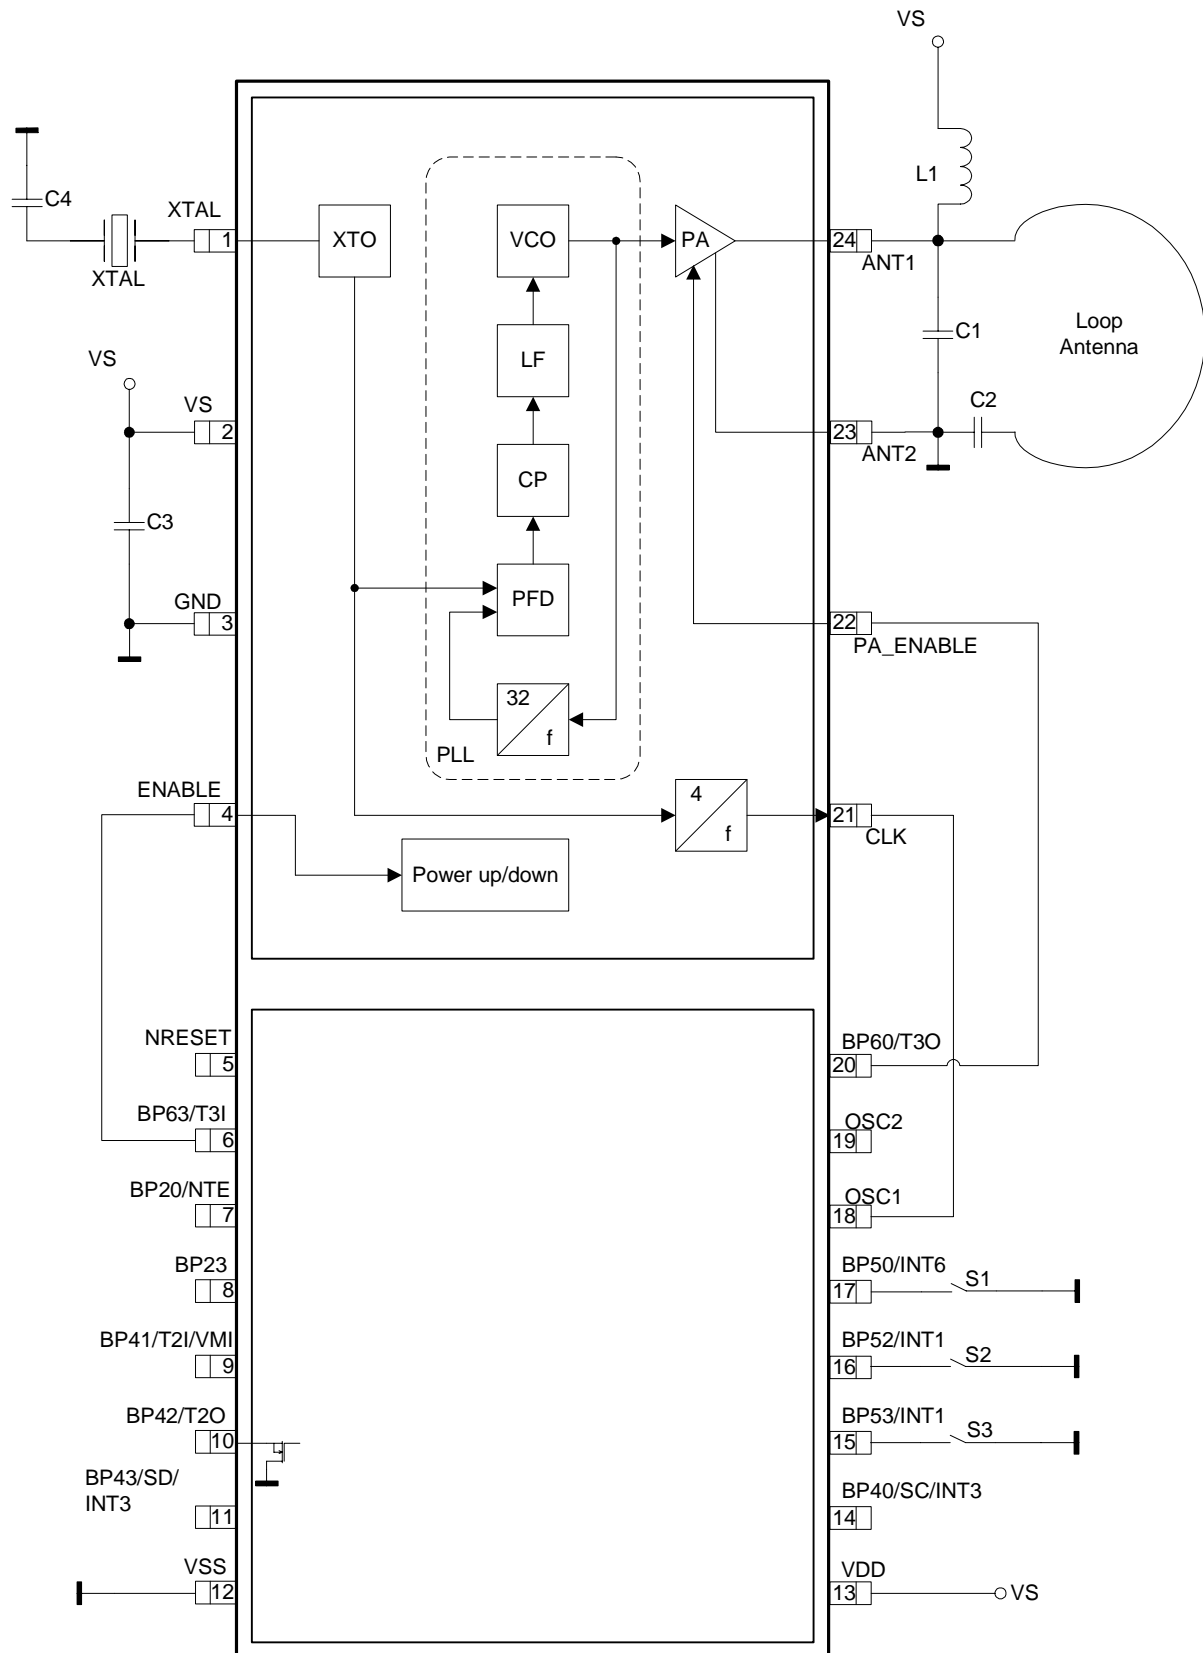 VS
L1
C4
XTAL
1
XTAL
XTO
VCO
PA
24
ANT1
C1
Loop
Antenna
VS
LF
VS
2
C2
23
ANT2
CP
C3
GND
3
PFD
22
PA_ENABLE
32
f
PLL
ENABLE
4
4
f
21
CLK
Power up/down
NRESET
5
BP60/T3O
20
BP63/T3I
6
OSC2
19
BP20/NTE
7
OSC1
18
BP23
8
BP50/INT6
17
S1
BP41/T2I/VMI
9
BP52/INT1
16
S2
BP42/T2O
10
BP53/INT1
15
S3
BP43/SD/
INT3
11
BP40/SC/INT3
14
VSS
12
VDD
13
VS